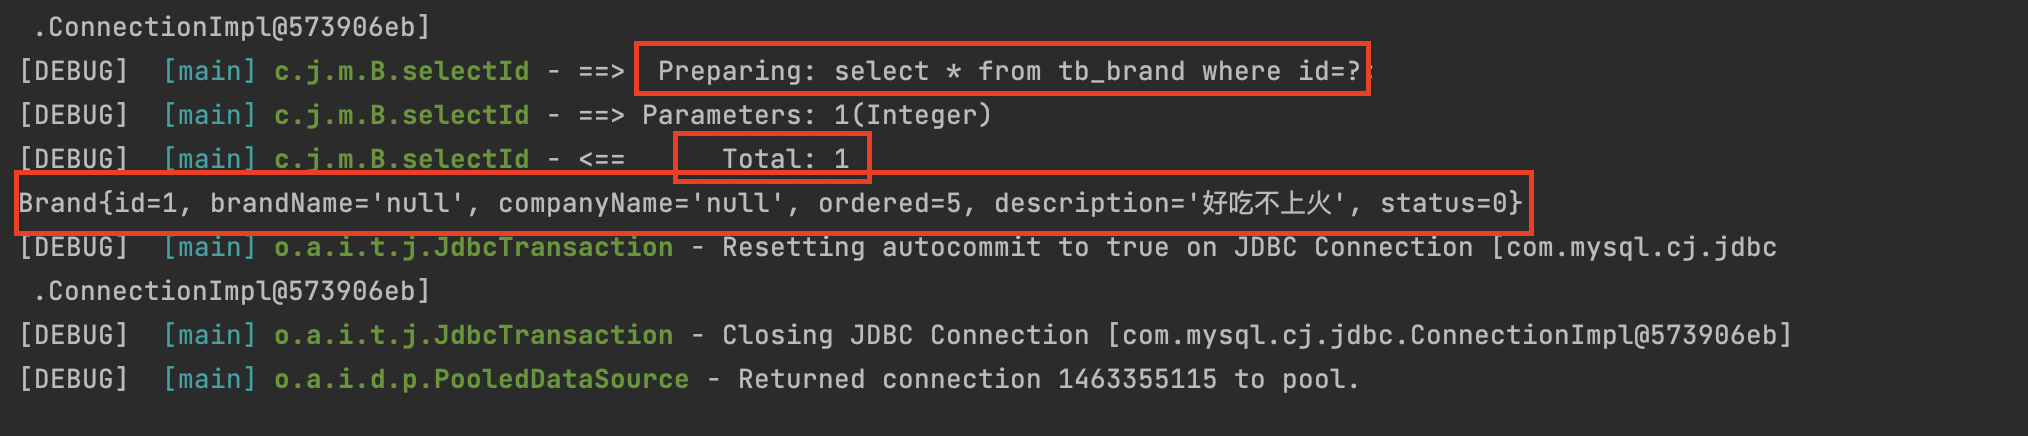 .ConnectionImpl@573906eb]
[DEBUG] [main] c.j.m.B.selectId - ==> Preparing: select * from tb_brand where id=?;
[DEBUG] [main] c.j.m.B.selectId - ==> Parameters: 1(Integer)
[DEBUG] [main] c.j.m.B.selectId - <== Total: 1
Brand{id=1, brandName='null', companyName='null', ordered=5, description='好吃不上火', status=0}
[DEBUG] [main] o.a.i.t.j.JdbcTransaction - Resetting autocommit to true on JDBC Connection [com.mysql.cj.jdbc
.ConnectionImpl@573906eb]
[DEBUG] [main] o.a.i.t.j.JdbcTransaction - Closing JDBC Connection [com.mysql.cj.jdbc.ConnectionImpl@573906eb]
[DEBUG] [main] o.a.i.d.p.PooledDataSource - Returned connection 1463355115 to pool.